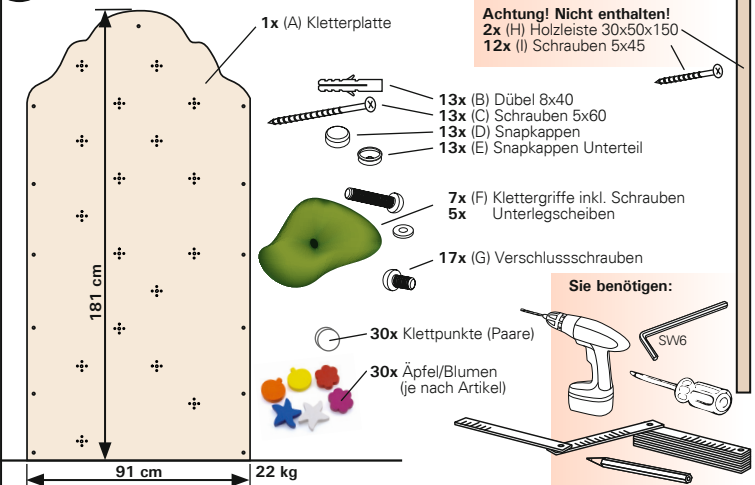 1x (A) Kletterplatte
Achtung! Nicht enthalten!
2x (H) Holzleiste 30x50x150
12x (I) Schrauben 5x45
13x (B) Dübel 8x40
13x (C) Schrauben 5x60
13x (D) Snapkappen
13x (E) Snapkappen Unterteil
7x (F) Klettergriffe inkl. Schrauben
5x Unterlegscheiben
17x (G) Verschlussschrauben
181 cm
Sie benötigen:
SW6
30x Klettpunkte (Paare)
30x Äpfel/Blumen
(je nach Artikel)
91 cm
22 kg